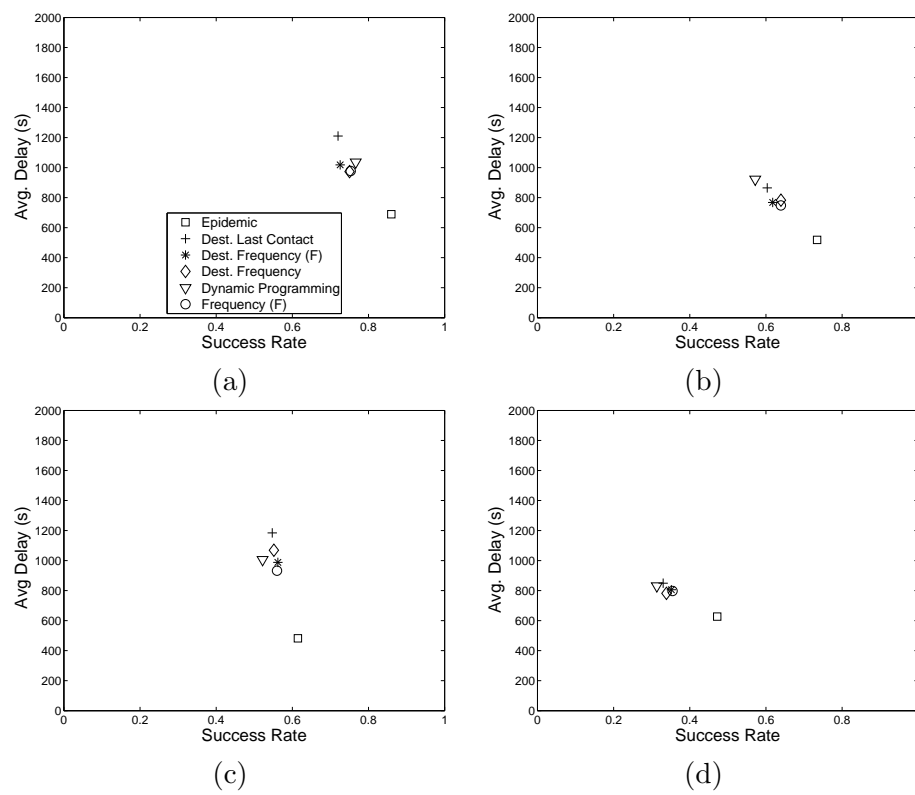 2000
1800
1600
1400
1200
1000
800
600
400
200
0
Avg. Delay (s)
Epidemic
Dest. Last Contact
Dest. Frequency (F)
Dest. Frequency
Dynamic Programming
Frequency (F)
0 0.2 0.4 0.6 0.8 1
Success Rate
(a)
2000
1800
1600
1400
1200
1000
800
600
400
200
0
Avg. Delay (s)
0 0.2 0.4 0.6 0.8
Success Rate
(b)
2000
1800
1600
1400
1200
1000
800
600
400
200
0
Avg Delay (s)
0 0.2 0.4 0.6 0.8 1
Success Rate
(c)
2000
1800
1600
1400
1200
1000
800
600
400
200
0
Avg. Delay (s)
0 0.2 0.4 0.6 0.8
Success Rate
(d)